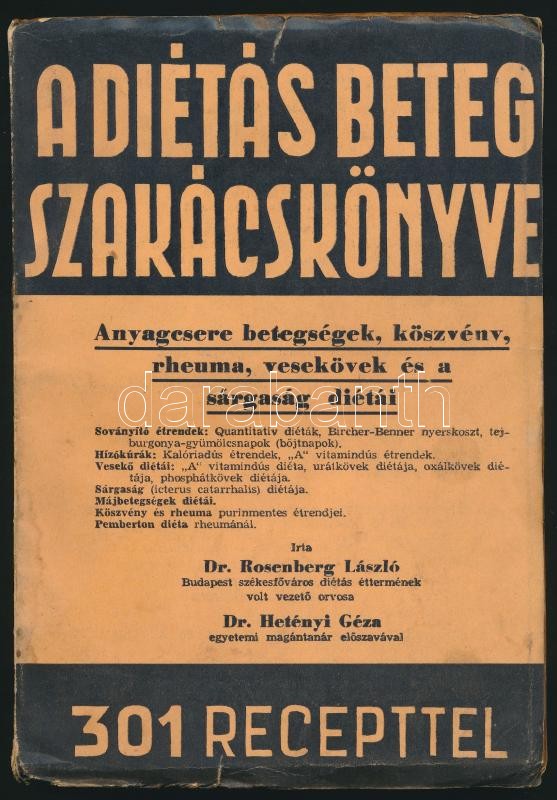 A DIÉTÁS BETEG
SZAKÁCSKÖNYVE
Anyagcsere betegségek, köszvény,
rheuma, vesekövek és a
sárgaság diétái
darabanth
Soványító étrendek: Quantitatív diéták, Bircher-Benner nyerskoszt, tej-
burgonya-gyümölcsnapok (böjtnapok).
Hízókúrák: Kalóriadús étrendek, „A" vitamindús étrendek.
Vesekő diétái: „A" vitamindús diéta, urátkövek diétája, oxálkövek dié-
tája, phosphátkövek diétája.
Sárgaság (icterus catarrhalis) diétája.
Májbetegségek diétái.
Köszvény és rheuma purinmentes étrendjei.
Pemberton diéta rheumánál.
Irta
Dr. Rosenberg László
Budapest székesfőváros diétás éttermének
volt vezető orvosa
Dr. Hetényi Géza
egyetemi magántanár előszavával
301 RECEPTTEL